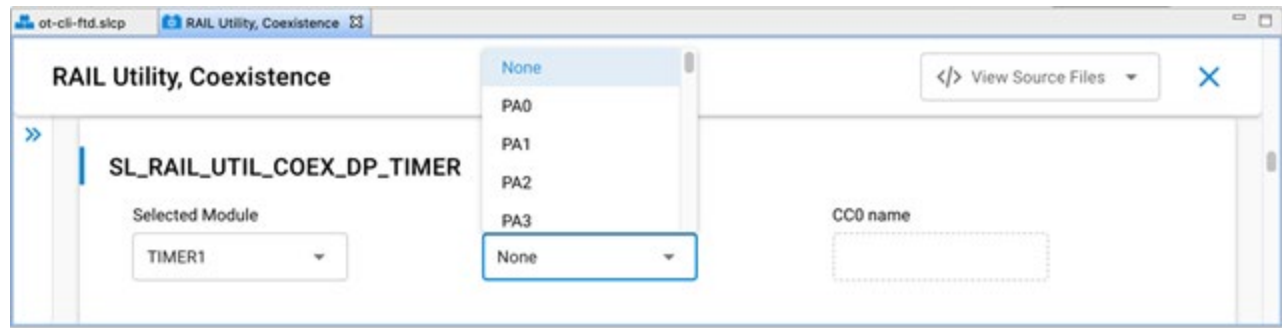 ot-cli-ftd.slcp RAIL Utility, Coexistence
RAIL Utility, Coexistence
None
</> View Source Files
PA0
PA1
SL_RAIL_UTIL_COEX_DP_TIMER
PA2
Selected Module
PA3
CC0 name
TIMER1
None